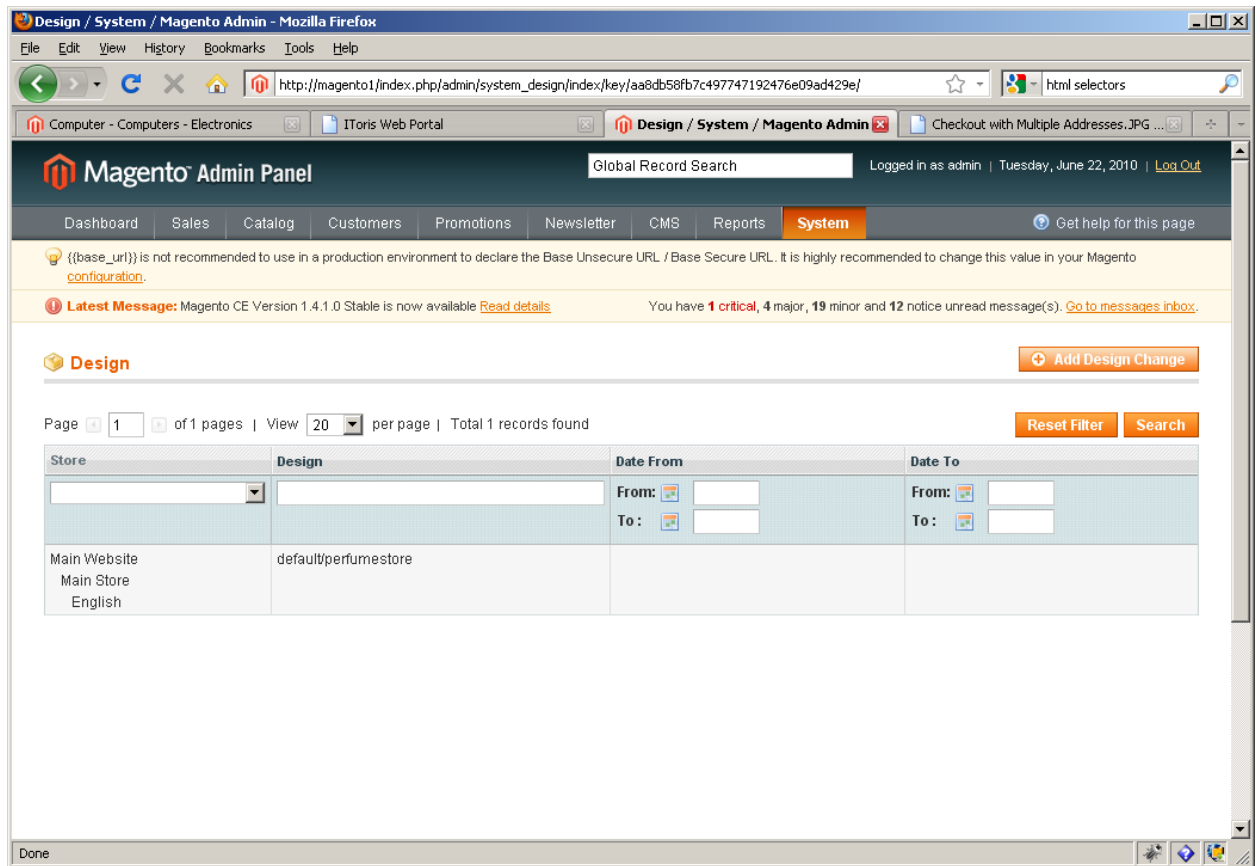 Design / System / Magento Admin - Mozilla Firefox
File Edit View History Bookmarks Tools Help
http://magento1/index.php/admin/system_design/index/key/aa8db58fb7c497747192476e09ad429e/ html selectors
Computer - Computers - Electronics IToris Web Portal Design / System / Magento Admin Checkout with Multiple Addresses.JPG ...
Magento™ Admin Panel Global Record Search Logged in as admin | Tuesday, June 22, 2010 | Log Out
Dashboard Sales Catalog Customers Promotions Newsletter CMS Reports System Get help for this page
{{base_url}} is not recommended to use in a production environment to declare the Base Unsecure URL / Base Secure URL. It is highly recommended to change this value in your Magento
configuration.
Latest Message: Magento CE Version 1.4.1.0 Stable is now available Read details You have 1 critical, 4 major, 19 minor and 12 notice unread message(s). Go to messages inbox.
Design Add Design Change
Page 1 of 1 pages | View 20 per page | Total 1 records found Reset Filter Search
Store Design Date From Date To
From: From:
To : To :
Main Website default/perfumestore
Main Store
English
Done